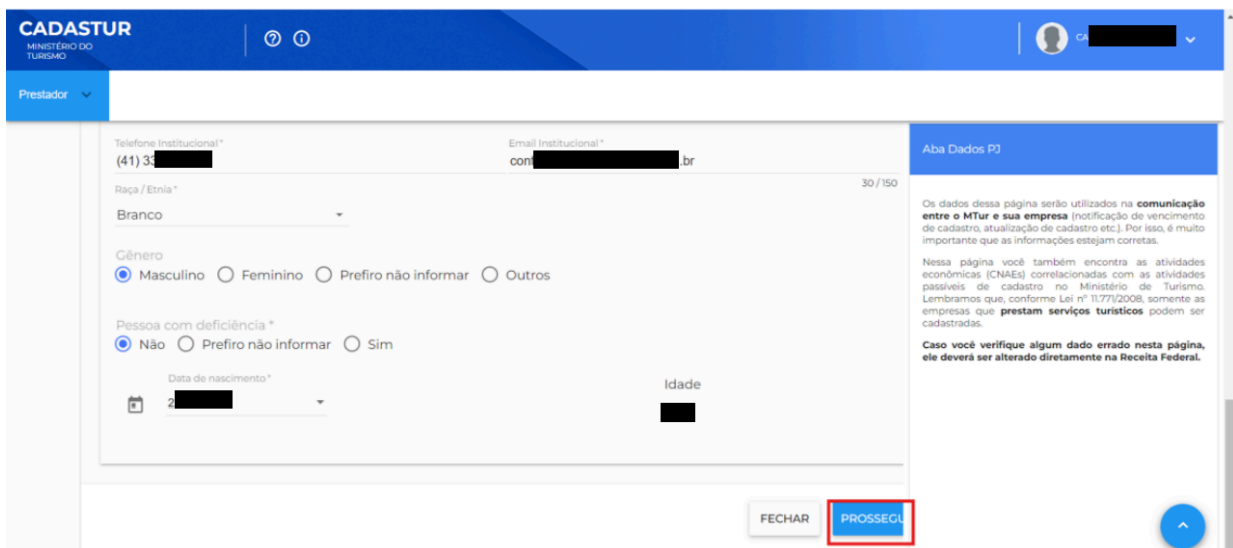 CADASTUR
MINISTÉRIO DO
TURISMO
CA
Prestador
Telefone Institucional*
(41) 33
Email Institucional*
cont .br
30 / 150
Raça / Etnia*
Branco
Gênero
Masculino Feminino Prefiro não informar Outros
Pessoa com deficiência *
Não Prefiro não informar Sim
Data de nascimento*
2
Idade
FECHAR
PROSSEGU
Aba Dados PJ
Os dados dessa página serão utilizados na comunicação
entre o MTur e sua empresa (notificação de vencimento
de cadastro, atualização de cadastro etc.). Por isso, é muito
importante que as informações estejam corretas.
Nessa página você também encontra as atividades
econômicas (CNAEs) correlacionadas com as atividades
passíveis de cadastro no Ministério de Turismo.
Lembramos que, conforme Lei nº 11.771/2008, somente as
empresas que prestam serviços turísticos podem ser
cadastradas.
Caso você verifique algum dado errado nesta página,
ele deverá ser alterado diretamente na Receita Federal.